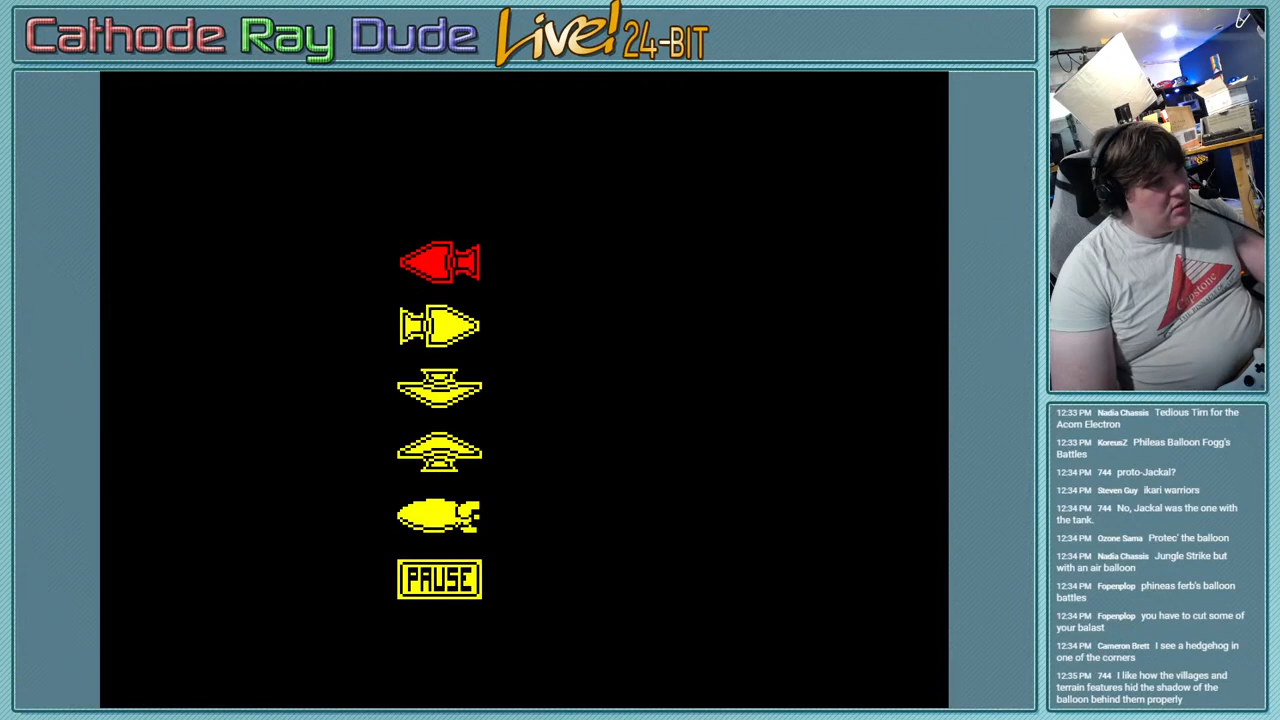 Cathode Ray Dude Live! 24-BIT
PAUSE
Capstone
12:33 PM Nadia Chassis Tedious Tim for the
Acorn Electron
12:33 PM KoreusZ Phileas Balloon Fogg's
Battles
12:34 PM 744 proto-Jackal?
12:34 PM Steven Guy ikari warriors
12:34 PM 744 No, Jackal was the one with
the tank.
12:34 PM Ozone Sama Protec' the balloon
12:34 PM Nadia Chassis Jungle Strike but
with an air balloon
12:34 PM Fopenplop phineas ferb's balloon
battles
12:34 PM Fopenplop you have to cut some of
your balast
12:34 PM Cameron Brett I see a hedgehog in
one of the corners
12:35 PM 744 I like how the villages and
terrain features hid the shadow of the
balloon behind them properly